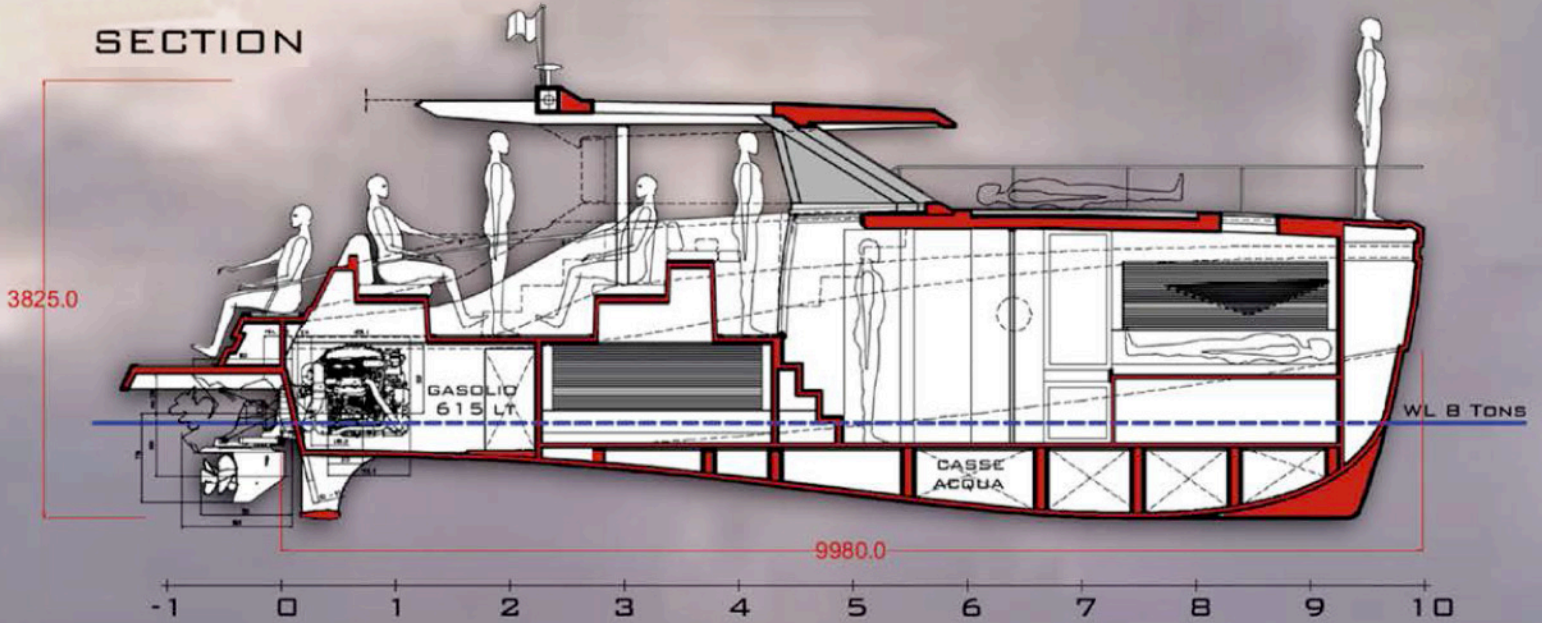 SECTION
3825.0
GASOLIO
615 LT
WL 8 TONS
CASSE
ACQUA
9980.0
-1 0 1 2 3 4 5 6 7 8 9 10